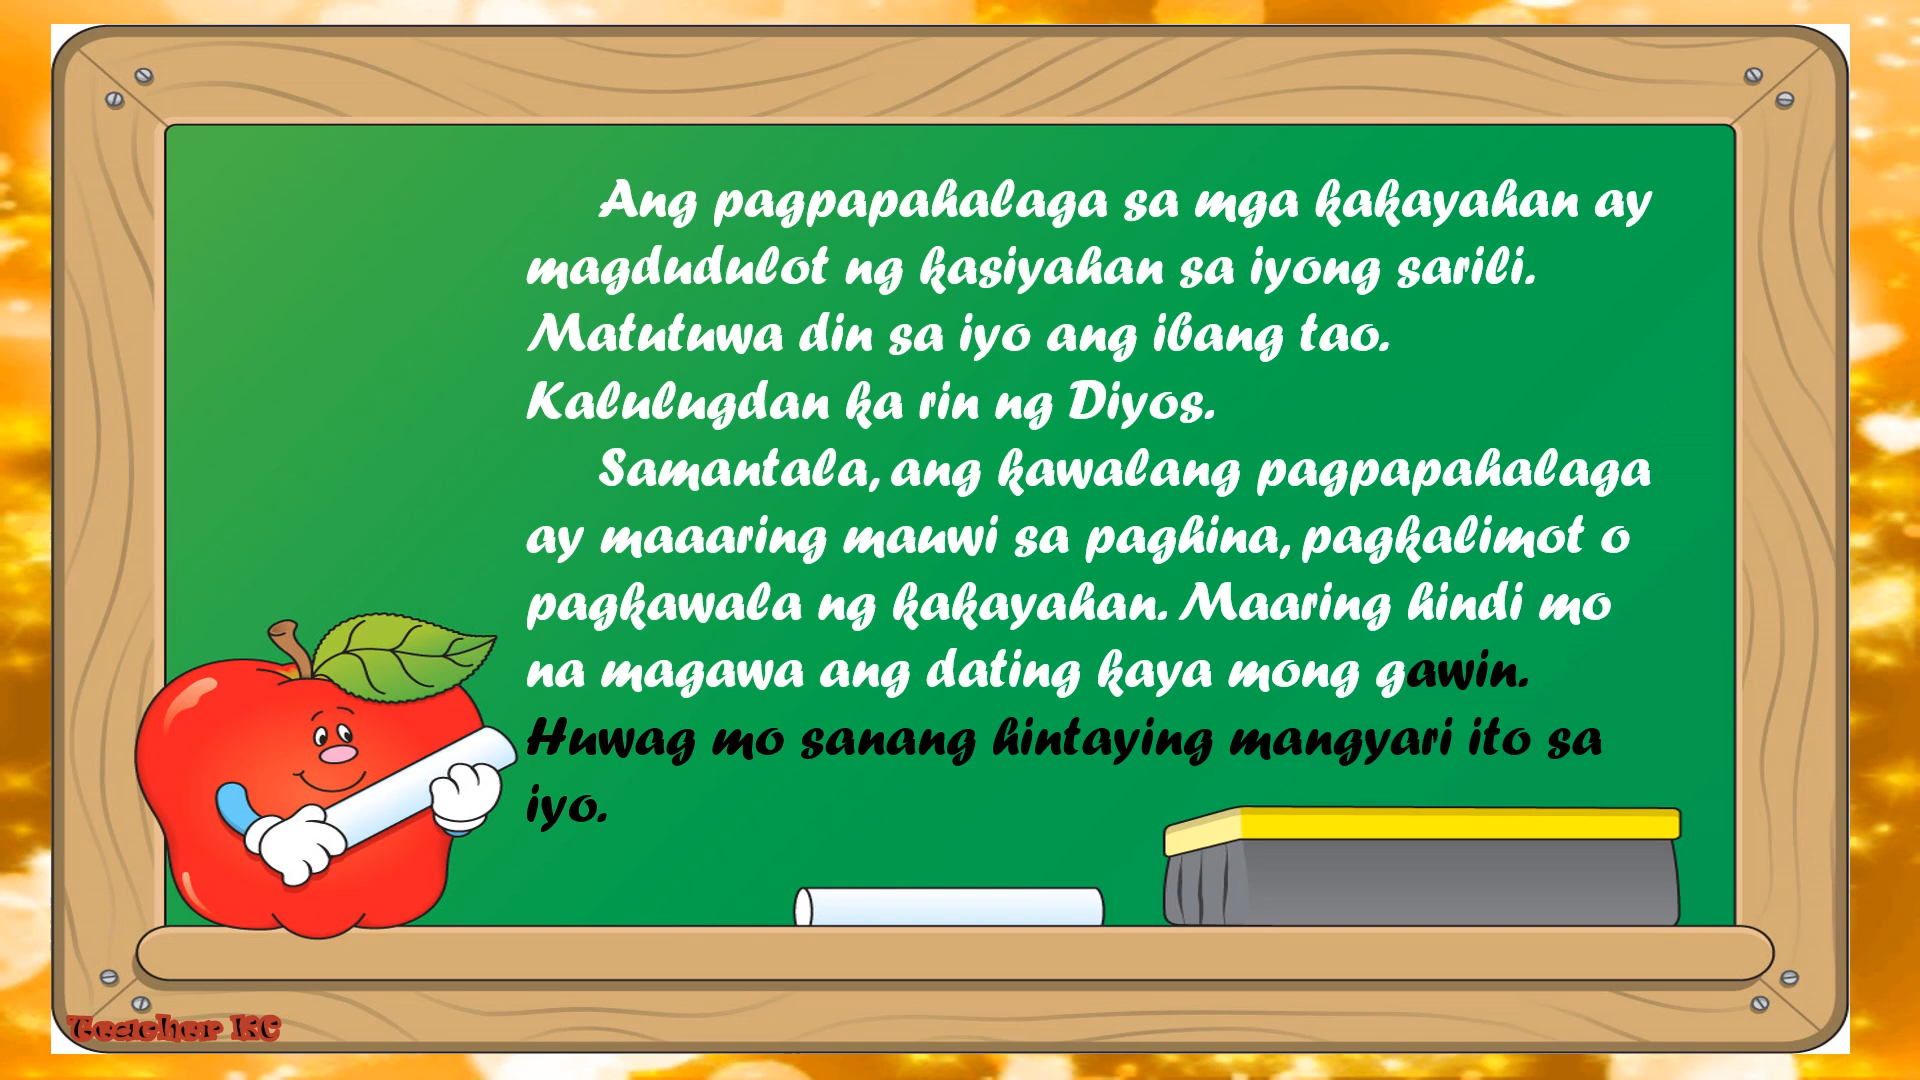 Ang pagpapahalaga sa mga kakayahan ay
magdudulot ng kasiyahan sa iyong sarili.
Matutuwa din sa iyo ang ibang tao.
Kalulugdan ka rin ng Diyos.
Samantala, ang kawalang pagpapahalaga
ay maaaring mauwi sa paghina, pagkalimot o
pagkawala ng kakayahan. Maaring hindi mo
na magawa ang dating kaya mong gawin.
Huwag mo sanang hintaying mangyari ito sa
iyo.
Teacher KC